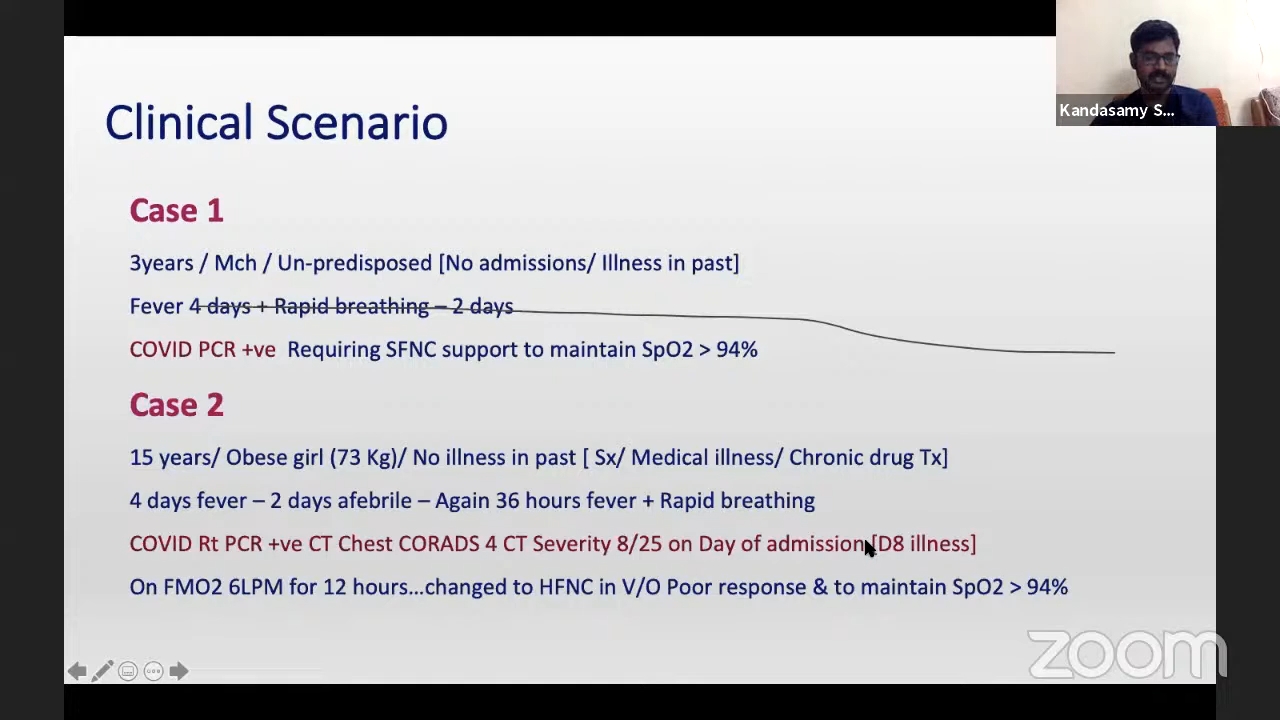 Clinical Scenario
Kandasamy S...
Case 1
3years / Mch / Un-predisposed [No admissions/ Illness in past]
Fever 4 days + Rapid breathing – 2 days
COVID PCR +ve  Requiring SFNC support to maintain SpO2 > 94%
Case 2
15 years/ Obese girl (73 Kg)/ No illness in past [ Sx/ Medical illness/ Chronic drug Tx]
4 days fever – 2 days afebrile – Again 36 hours fever + Rapid breathing
COVID Rt PCR +ve CT Chest CORADS 4 CT Severity 8/25 on Day of admission [D8 illness]
On FMO2 6LPM for 12 hours...changed to HFNC in V/O Poor response & to maintain SpO2 > 94%
zoom